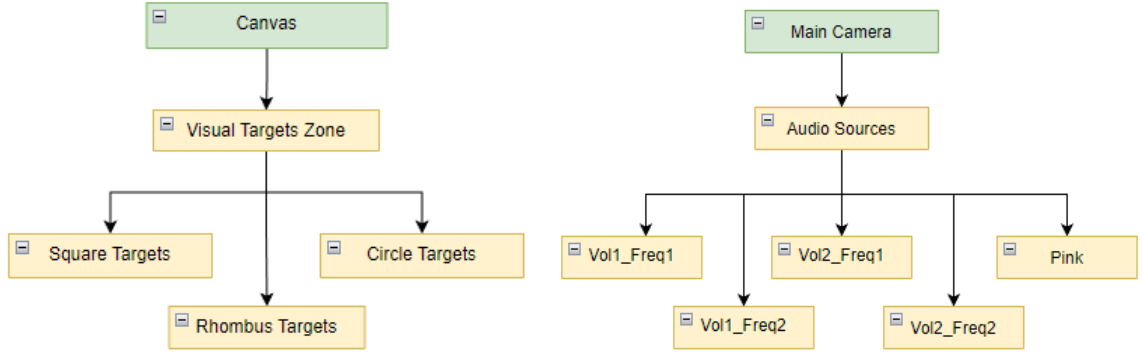 Canvas
Visual Targets Zone
Square Targets
Circle Targets
Rhombus Targets
Main Camera
Audio Sources
Vol1_Freq1
Vol2_Freq1
Pink
Vol1_Freq2
Vol2_Freq2